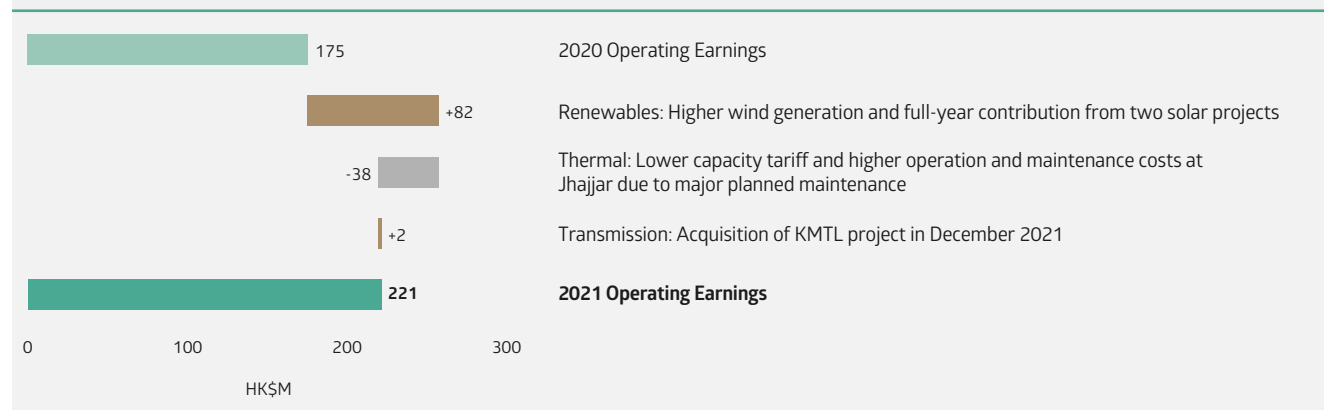 175
2020 Operating Earnings
+82
Renewables: Higher wind generation and full-year contribution from two solar projects
-38
Thermal: Lower capacity tariff and higher operation and maintenance costs at
Jhajjar due to major planned maintenance
+2
Transmission: Acquisition of KMTL project in December 2021
221
2021 Operating Earnings
0 100 200 300
HK$M